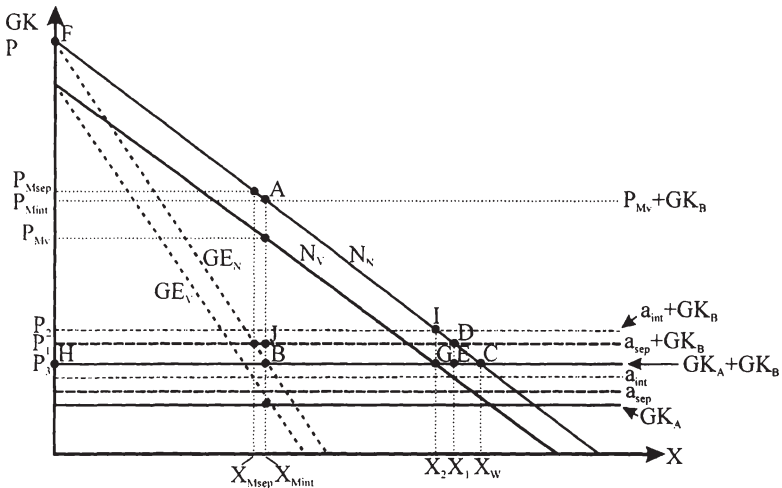 GK
P
F
P_Msep
A
P_Mint
P_Mv + GK_B
P_Mv
GE_N
N_V
N_N
GE_V
I
a_int + GK_B
P_2
P_1
J
D
a_sep + GK_B
P_3
H
B
G
E
C
GK_A + GK_B
a_int
a_sep
GK_A
X
X_Msep
X_Mint
X_2
X_1
X_W